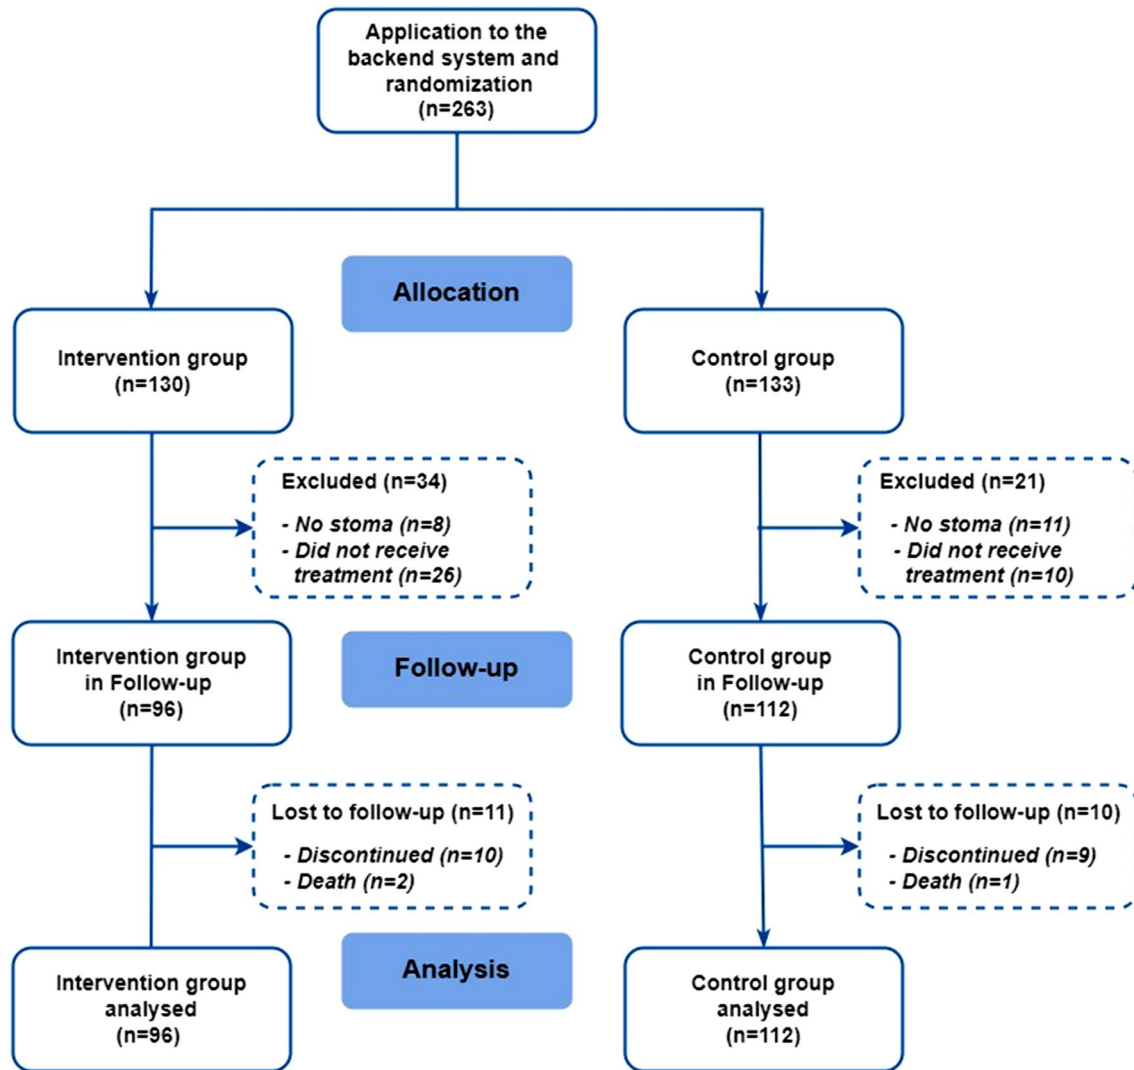 Application to the
backend system and
randomization
(n=263)
Allocation
Intervention group
(n=130)
Control group
(n=133)
Excluded (n=34)
- No stoma (n=8)
- Did not receive
treatment (n=26)
Excluded (n=21)
- No stoma (n=11)
- Did not receive
treatment (n=10)
Intervention group
in Follow-up
(n=96)
Follow-up
Control group
in Follow-up
(n=112)
Lost to follow-up (n=11)
- Discontinued (n=10)
- Death (n=2)
Lost to follow-up (n=10)
- Discontinued (n=9)
- Death (n=1)
Analysis
Intervention group
analysed
(n=96)
Control group
analysed
(n=112)